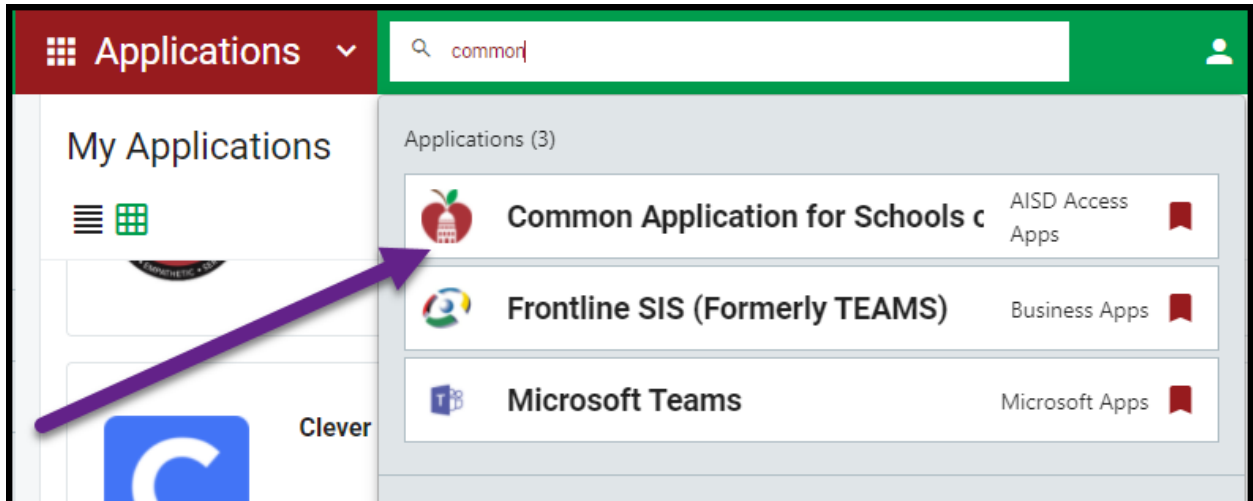 Applications
common
My Applications
Applications (3)
Common Application for Schools c
AISD Access
Apps
Frontline SIS (Formerly TEAMS)
Business Apps
Microsoft Teams
Microsoft Apps
EMPATHETIC •
Clever
C
T